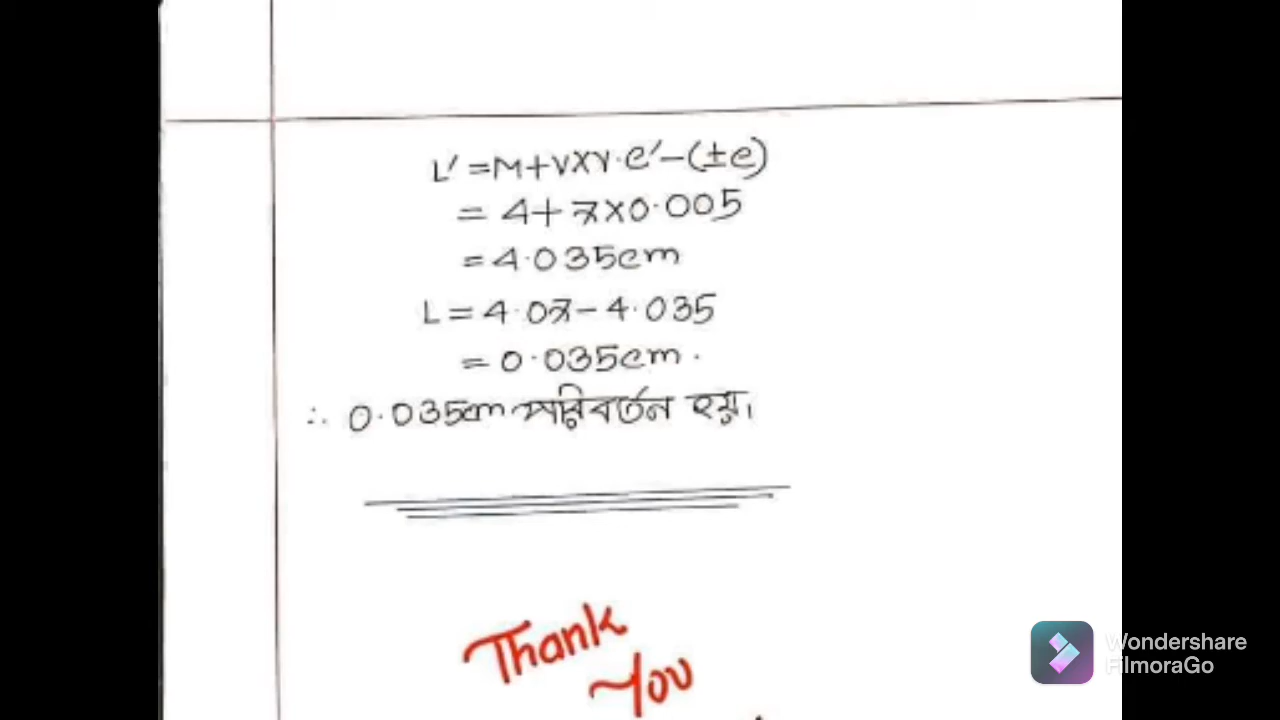 L' = M+V×V.C'-(±e)
= 4+7×0.005
= 4.035cm
L = 4.07-4.035
= 0.035cm.
∴ 0.035cm পরিবর্তন হয়।
Thank
You
Wondershare
FilmoraGo